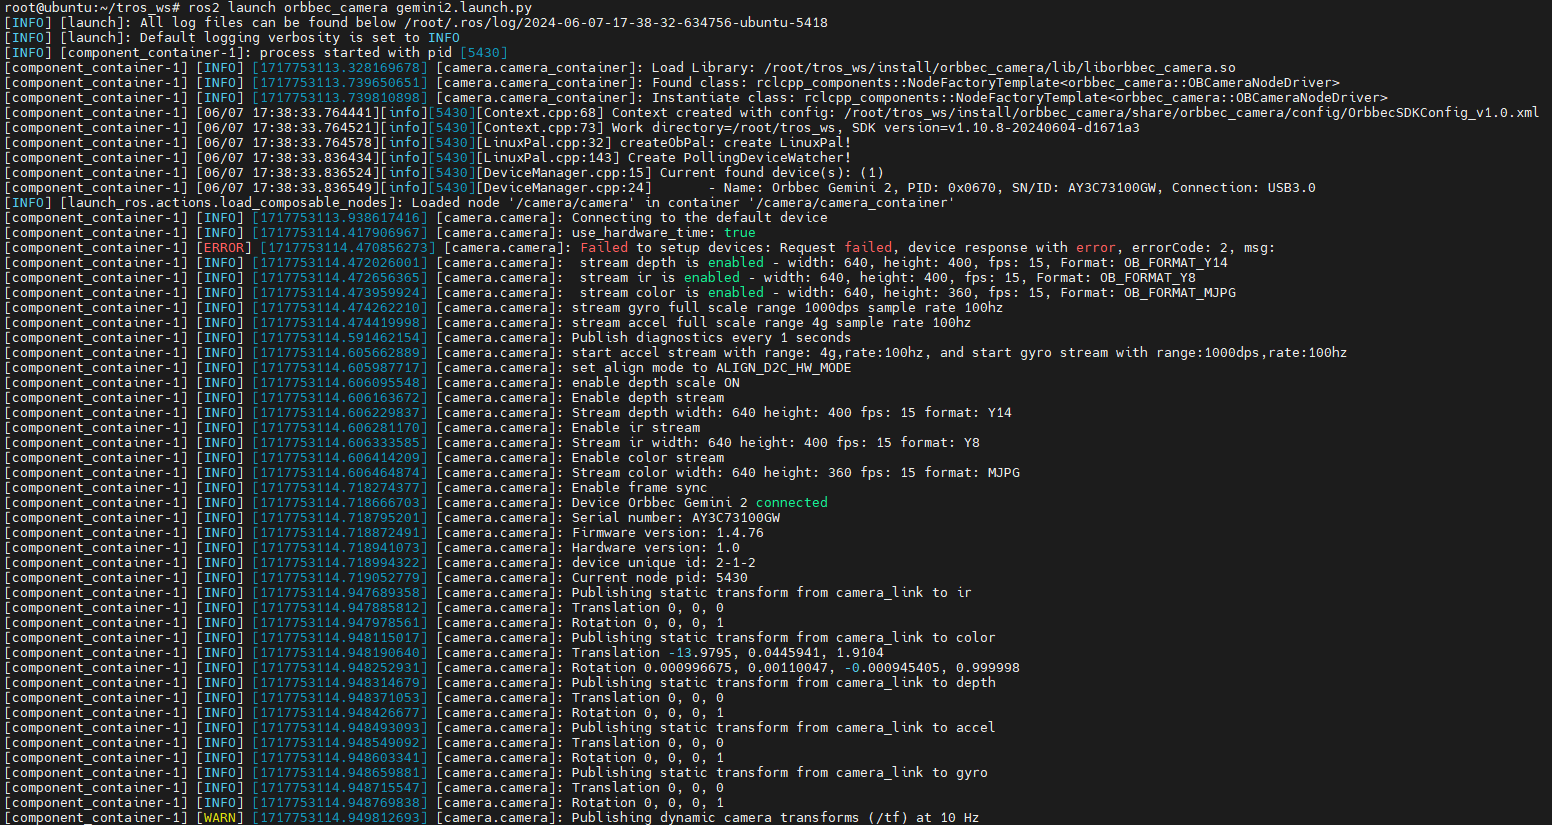 root@ubuntu:~/tros_ws# ros2 launch orbbec_camera gemini2.launch.py
[INFO] [launch]: All log files can be found below /root/.ros/log/2024-06-07-17-38-32-634756-ubuntu-5418
[INFO] [launch]: Default logging verbosity is set to INFO
[INFO] [component_container-1]: process started with pid [5430]
[component_container-1] [INFO] [1717753113.328169678] [camera.camera_container]: Load Library: /root/tros_ws/install/orbbec_camera/lib/liborbbec_camera.so
[component_container-1] [INFO] [1717753113.739650651] [camera.camera_container]: Found class: rclcpp_components::NodeFactoryTemplate<orbbec_camera::OBCameraNodeDriver>
[component_container-1] [INFO] [1717753113.739810898] [camera.camera_container]: Instantiate class: rclcpp_components::NodeFactoryTemplate<orbbec_camera::OBCameraNodeDriver>
[component_container-1] [06/07 17:38:33.764441][info][5430][Context.cpp:68] Context created with config: /root/tros_ws/install/orbbec_camera/share/orbbec_camera/config/OrbbecSDKConfig_v1.0.xml
[component_container-1] [06/07 17:38:33.764521][info][5430][Context.cpp:73] Work directory=/root/tros_ws, SDK version=v1.10.8-20240604-d1671a3
[component_container-1] [06/07 17:38:33.764578][info][5430][LinuxPal.cpp:32] createObPal: create LinuxPal!
[component_container-1] [06/07 17:38:33.836434][info][5430][LinuxPal.cpp:143] Create PollingDeviceWatcher!
[component_container-1] [06/07 17:38:33.836524][info][5430][DeviceManager.cpp:15] Current found device(s): (1)
[component_container-1] [06/07 17:38:33.836549][info][5430][DeviceManager.cpp:24]       - Name: Orbbec Gemini 2, PID: 0x0670, SN/ID: AY3C73100GW, Connection: USB3.0
[INFO] [launch_ros.actions.load_composable_nodes]: Loaded node '/camera/camera' in container '/camera/camera_container'
[component_container-1] [INFO] [1717753113.938617416] [camera.camera]: Connecting to the default device
[component_container-1] [INFO] [1717753114.417906967] [camera.camera]: use_hardware_time: true
[component_container-1] [ERROR] [1717753114.470856273] [camera.camera]: Failed to setup devices: Request failed, device response with error, errorCode: 2, msg:
[component_container-1] [INFO] [1717753114.472026001] [camera.camera]:  stream depth is enabled - width: 640, height: 400, fps: 15, Format: OB_FORMAT_Y14
[component_container-1] [INFO] [1717753114.472656365] [camera.camera]:  stream ir is enabled - width: 640, height: 400, fps: 15, Format: OB_FORMAT_Y8
[component_container-1] [INFO] [1717753114.473959924] [camera.camera]:  stream color is enabled - width: 640, height: 360, fps: 15, Format: OB_FORMAT_MJPG
[component_container-1] [INFO] [1717753114.474262210] [camera.camera]: stream gyro full scale range 1000dps sample rate 100hz
[component_container-1] [INFO] [1717753114.474419998] [camera.camera]: stream accel full scale range 4g sample rate 100hz
[component_container-1] [INFO] [1717753114.591462154] [camera.camera]: Publish diagnostics every 1 seconds
[component_container-1] [INFO] [1717753114.605662889] [camera.camera]: start accel stream with range: 4g,rate:100hz, and start gyro stream with range:1000dps,rate:100hz
[component_container-1] [INFO] [1717753114.605987717] [camera.camera]: set align mode to ALIGN_D2C_HW_MODE
[component_container-1] [INFO] [1717753114.606095548] [camera.camera]: enable depth scale ON
[component_container-1] [INFO] [1717753114.606163672] [camera.camera]: Enable depth stream
[component_container-1] [INFO] [1717753114.606229837] [camera.camera]: Stream depth width: 640 height: 400 fps: 15 format: Y14
[component_container-1] [INFO] [1717753114.606281170] [camera.camera]: Enable ir stream
[component_container-1] [INFO] [1717753114.606333585] [camera.camera]: Stream ir width: 640 height: 400 fps: 15 format: Y8
[component_container-1] [INFO] [1717753114.606414209] [camera.camera]: Enable color stream
[component_container-1] [INFO] [1717753114.606464874] [camera.camera]: Stream color width: 640 height: 360 fps: 15 format: MJPG
[component_container-1] [INFO] [1717753114.718274377] [camera.camera]: Enable frame sync
[component_container-1] [INFO] [1717753114.718666703] [camera.camera]: Device Orbbec Gemini 2 connected
[component_container-1] [INFO] [1717753114.718795201] [camera.camera]: Serial number: AY3C73100GW
[component_container-1] [INFO] [1717753114.718872491] [camera.camera]: Firmware version: 1.4.76
[component_container-1] [INFO] [1717753114.718941073] [camera.camera]: Hardware version: 1.0
[component_container-1] [INFO] [1717753114.718994322] [camera.camera]: device unique id: 2-1-2
[component_container-1] [INFO] [1717753114.719052779] [camera.camera]: Current node pid: 5430
[component_container-1] [INFO] [1717753114.947689358] [camera.camera]: Publishing static transform from camera_link to ir
[component_container-1] [INFO] [1717753114.947885812] [camera.camera]: Translation 0, 0, 0
[component_container-1] [INFO] [1717753114.947978561] [camera.camera]: Rotation 0, 0, 0, 1
[component_container-1] [INFO] [1717753114.948115017] [camera.camera]: Publishing static transform from camera_link to color
[component_container-1] [INFO] [1717753114.948190640] [camera.camera]: Translation -13.9795, 0.0445941, 1.9104
[component_container-1] [INFO] [1717753114.948252931] [camera.camera]: Rotation 0.000996675, 0.00110047, -0.000945405, 0.999998
[component_container-1] [INFO] [1717753114.948314679] [camera.camera]: Publishing static transform from camera_link to depth
[component_container-1] [INFO] [1717753114.948371053] [camera.camera]: Translation 0, 0, 0
[component_container-1] [INFO] [1717753114.948426677] [camera.camera]: Rotation 0, 0, 0, 1
[component_container-1] [INFO] [1717753114.948493093] [camera.camera]: Publishing static transform from camera_link to accel
[component_container-1] [INFO] [1717753114.948549092] [camera.camera]: Translation 0, 0, 0
[component_container-1] [INFO] [1717753114.948603341] [camera.camera]: Rotation 0, 0, 0, 1
[component_container-1] [INFO] [1717753114.948659881] [camera.camera]: Publishing static transform from camera_link to gyro
[component_container-1] [INFO] [1717753114.948715547] [camera.camera]: Translation 0, 0, 0
[component_container-1] [INFO] [1717753114.948769838] [camera.camera]: Rotation 0, 0, 0, 1
[component_container-1] [WARN] [1717753114.949812693] [camera.camera]: Publishing dynamic camera transforms (/tf) at 10 Hz